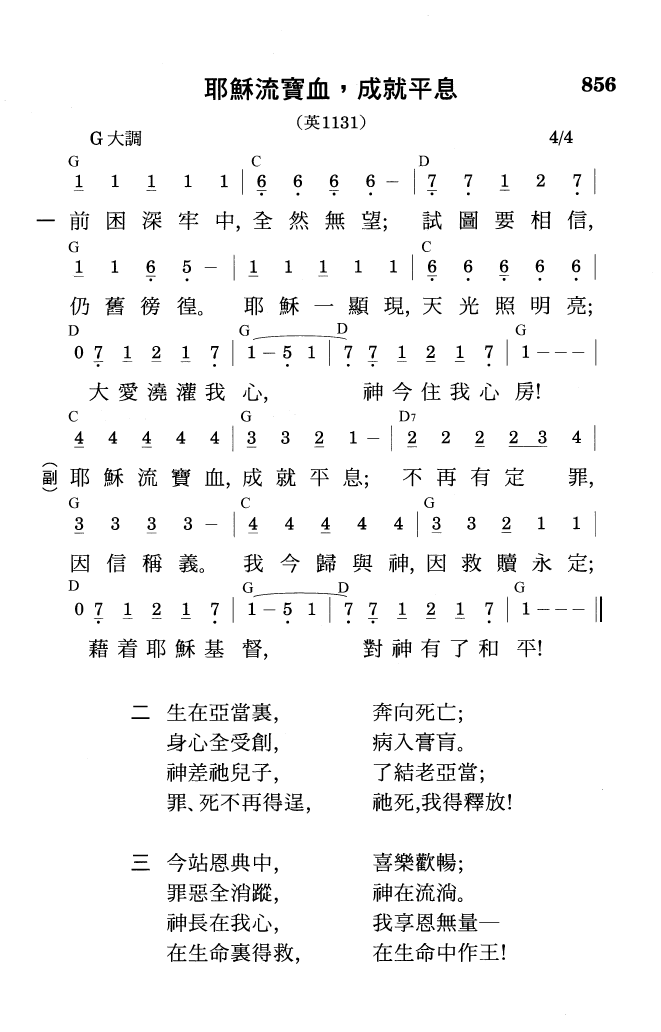 耶穌流寶血，成就平息 856
（英1131）
G 大調 4/4
G C D
1 1 1 1 1 | 6 6 6 6 – | 7 7 1 2 7 |
一 前困深牢中, 全然無望; 試圖要相信,
G C
1 1 6 5 – | 1 1 1 1 1 | 6 6 6 6 6 |
仍舊徬徨。 耶穌一顯現, 天光照明亮;
D G D G
0 7 1 2 1 7 | 1 – 5 1 | 7 7 1 2 1 7 | 1 – – – |
大愛澆灌我心, 神今住我心房!
C G D7
4 4 4 4 4 | 3 3 2 1 – | 2 2 2 2 3 4 |
（副） 耶穌流寶血, 成就平息; 不再有定罪,
G C G
3 3 3 3 – | 4 4 4 4 4 | 3 3 2 1 1 |
因信稱義。 我今歸與神, 因救贖永定;
D G D G
0 7 1 2 1 7 | 1 – 5 1 | 7 7 1 2 1 7 | 1 – – – ‖
藉着耶穌基督, 對神有了和平!
二 生在亞當裏, 奔向死亡;
身心全受創, 病入膏肓。
神差祂兒子, 了結老亞當;
罪、死不再得逞, 祂死,我得釋放!
三 今站恩典中, 喜樂歡暢;
罪惡全消蹤, 神在流淌。
神長在我心, 我享恩無量—
在生命裏得救, 在生命中作王!